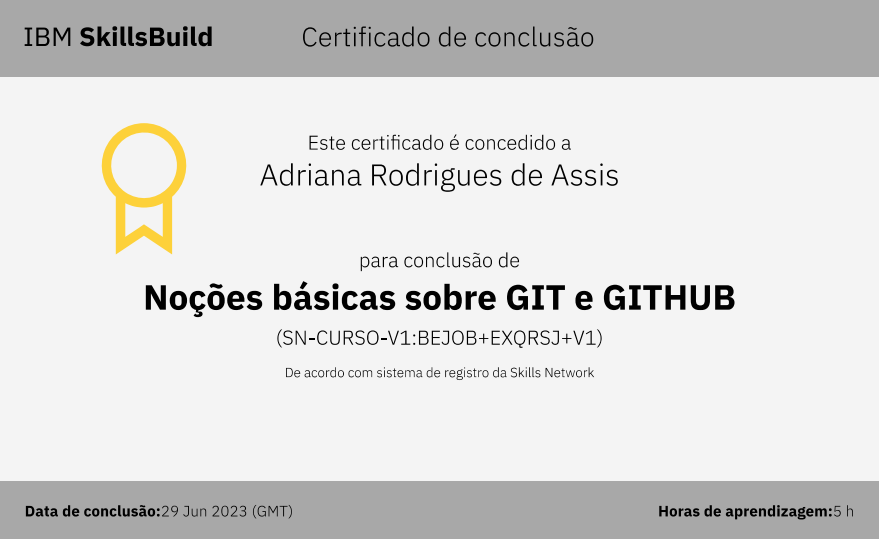 IBM SkillsBuild
Certificado de conclusão
Este certificado é concedido a
Adriana Rodrigues de Assis
para conclusão de
Noções básicas sobre GIT e GITHUB
(SN-CURSO-V1:BEJOB+EXQRSJ+V1)
De acordo com sistema de registro da Skills Network
Data de conclusão:29 Jun 2023 (GMT)
Horas de aprendizagem:5 h